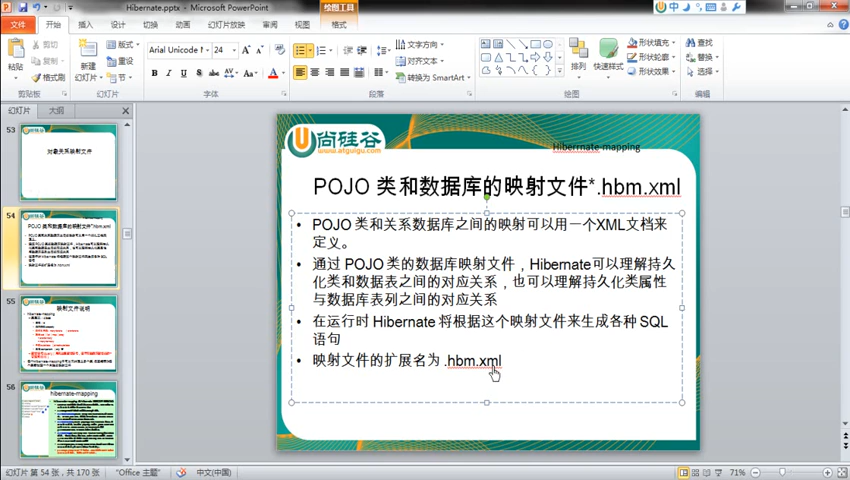 Hibernate.pptx - Microsoft PowerPoint
绘图工具
中
文件
开始
插入
设计
切换
动画
幻灯片放映
审阅
视图
格式
粘贴
剪切
复制
格式刷
剪贴板
新建
幻灯片
版式
重设
节
幻灯片
Arial Unicode M
24
字体
文字方向
对齐文本
转换为 SmartArt
段落
排列
快速样式
形状填充
形状轮廓
形状效果
绘图
查找
替换
选择
编辑
幻灯片
大纲
53
对象关系映射文件
54
55
映射文件说明
56
hibernate-mapping
尚硅谷
www.atguigu.com
Hiberrnate mapping
POJO 类和数据库的映射文件*.hbm.xml
• POJO 类和关系数据库之间的映射可以用一个XML文档来
定义。
• 通过 POJO 类的数据库映射文件，Hibernate可以理解持久
化类和数据表之间的对应关系，也可以理解持久化类属性
与数据库表列之间的对应关系
• 在运行时 Hibernate 将根据这个映射文件来生成各种 SQL
语句
• 映射文件的扩展名为 .hbm.xml
幻灯片 第 54 张，共 170 张
"Office 主题"
中文(中国)
71%